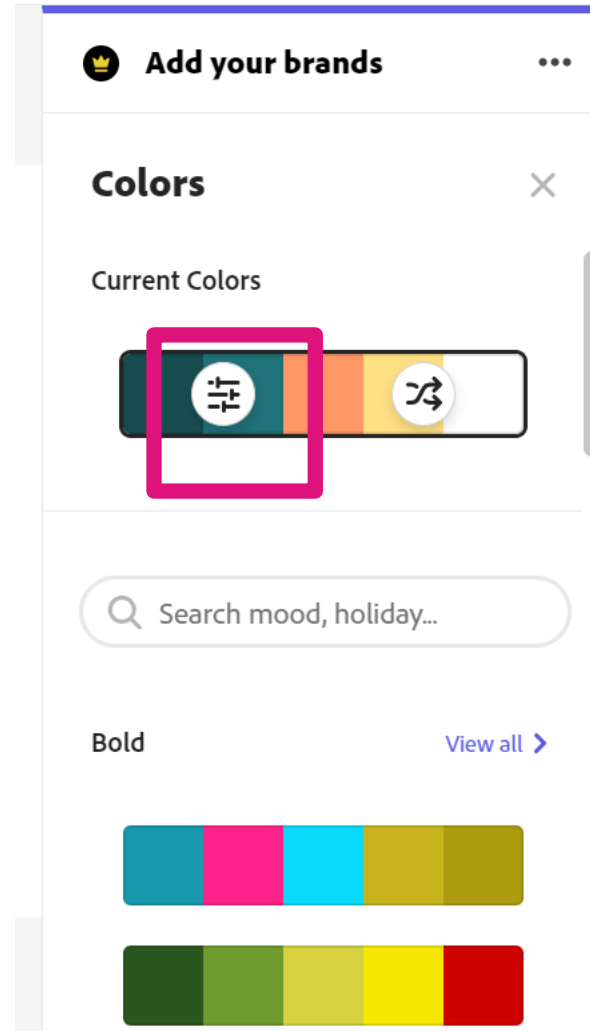 Add your brands
Colors
Current Colors
Search mood, holiday...
Bold
View all